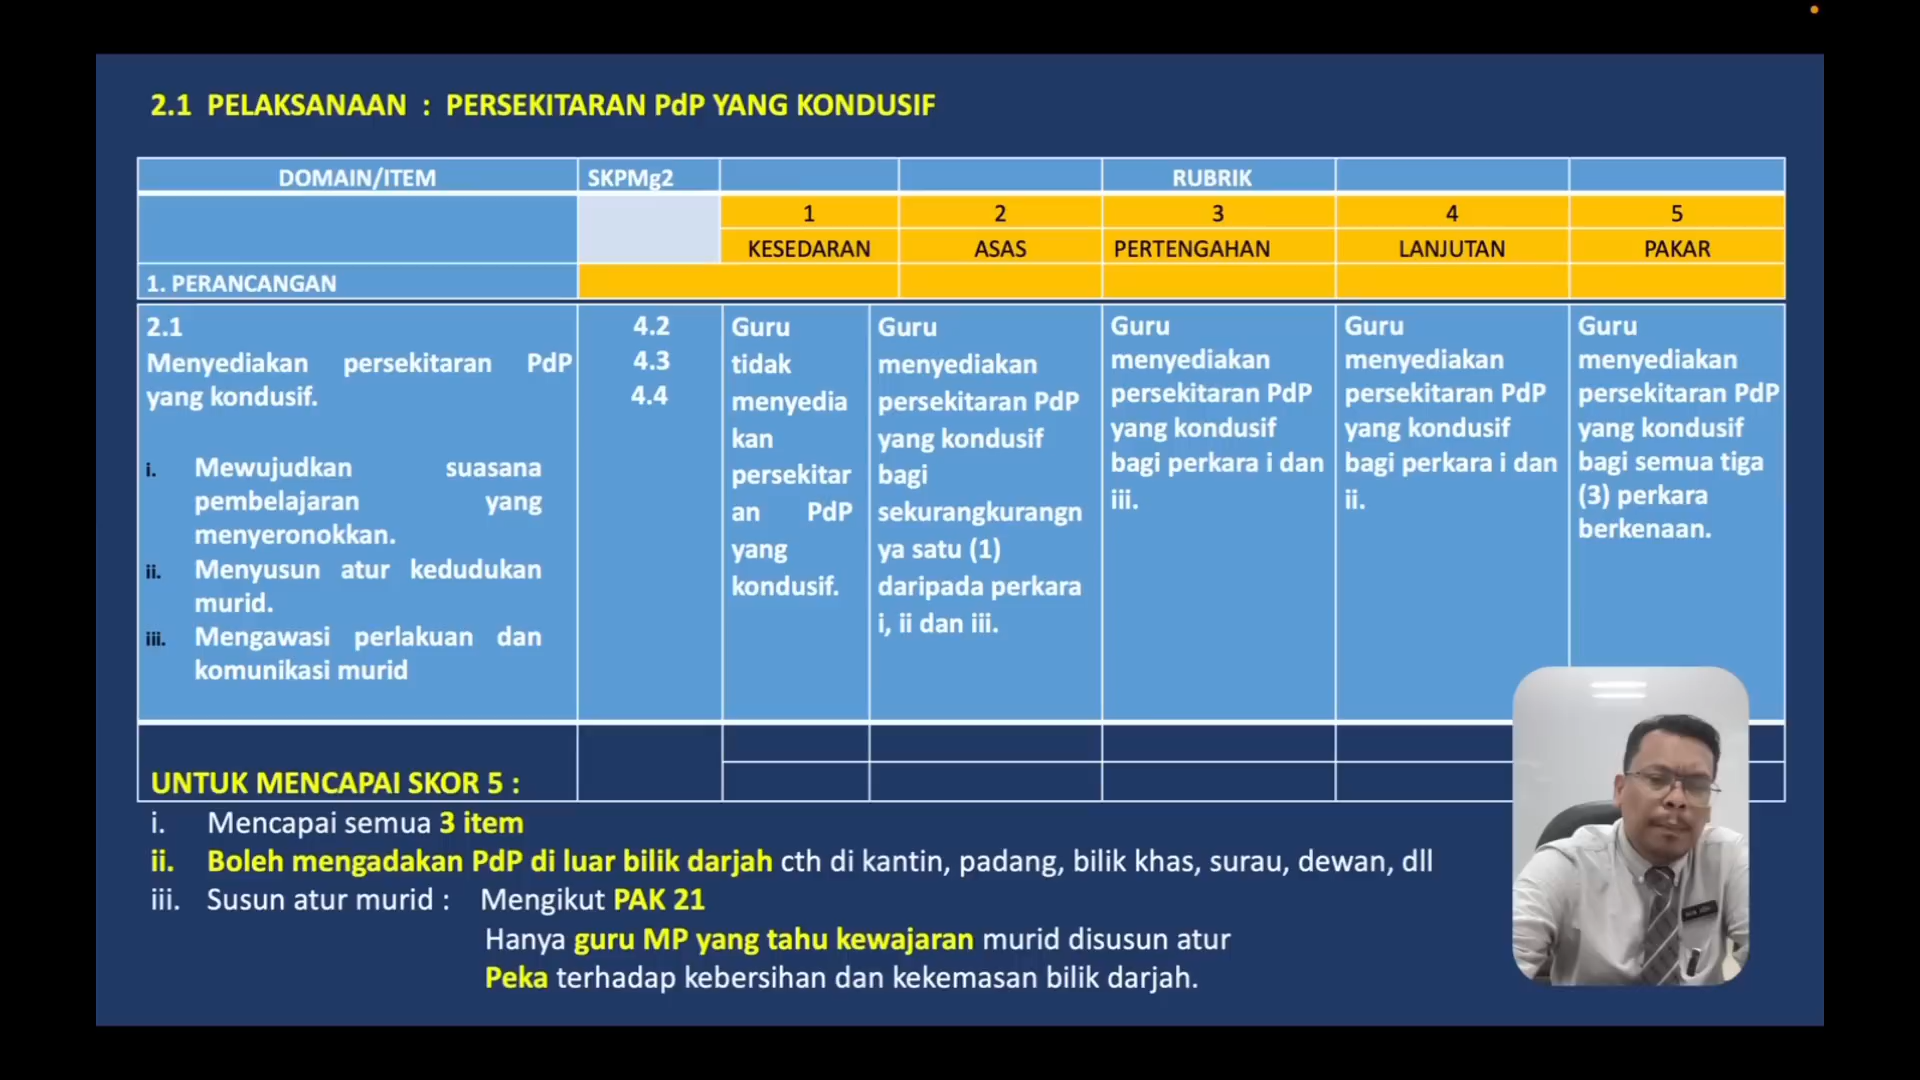 2.1 PELAKSANAAN : PERSEKITARAN PdP YANG KONDUSIF
DOMAIN/ITEM SKPMg2 RUBRIK
1 2 3 4 5
KESEDARAN ASAS PERTENGAHAN LANJUTAN PAKAR
1. PERANCANGAN
2.1
Menyediakan persekitaran PdP
yang kondusif.
i. Mewujudkan suasana
pembelajaran yang
menyeronokkan.
ii. Menyusun atur kedudukan
murid.
iii. Mengawasi perlakuan dan
komunikasi murid
4.2
4.3
4.4
Guru
tidak
menyedia
kan
persekitar
an PdP
yang
kondusif.
Guru
menyediakan
persekitaran PdP
yang kondusif
bagi
sekurangkurangn
ya satu (1)
daripada perkara
i, ii dan iii.
Guru
menyediakan
persekitaran PdP
yang kondusif
bagi perkara i dan
iii.
Guru
menyediakan
persekitaran PdP
yang kondusif
bagi perkara i dan
ii.
Guru
menyediakan
persekitaran PdP
yang kondusif
bagi semua tiga
(3) perkara
berkenaan.
UNTUK MENCAPAI SKOR 5 :
i. Mencapai semua 3 item
ii. Boleh mengadakan PdP di luar bilik darjah cth di kantin, padang, bilik khas, surau, dewan, dll
iii. Susun atur murid : Mengikut PAK 21
Hanya guru MP yang tahu kewajaran murid disusun atur
Peka terhadap kebersihan dan kekemasan bilik darjah.